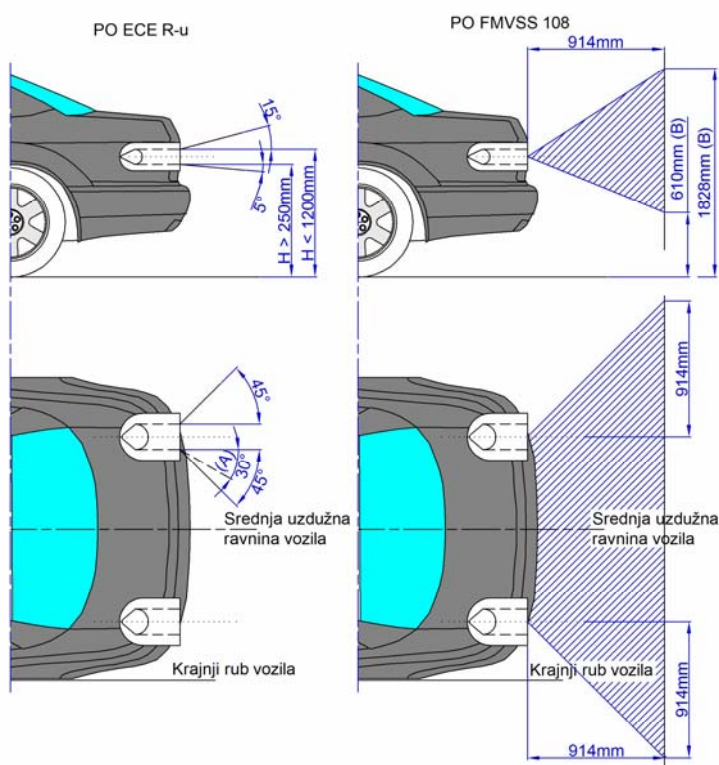 PO ECE R-u
PO FMVSS 108
914mm
15°
5°
H > 250mm
H < 1200mm
610mm (B)
1828mm (B)
45°
(A)
30°
45°
914mm
Srednja uzdužna
ravnina vozila
Srednja uzdužna
ravnina vozila
Krajnji rub vozila
Krajnji rub vozila
914mm
914mm